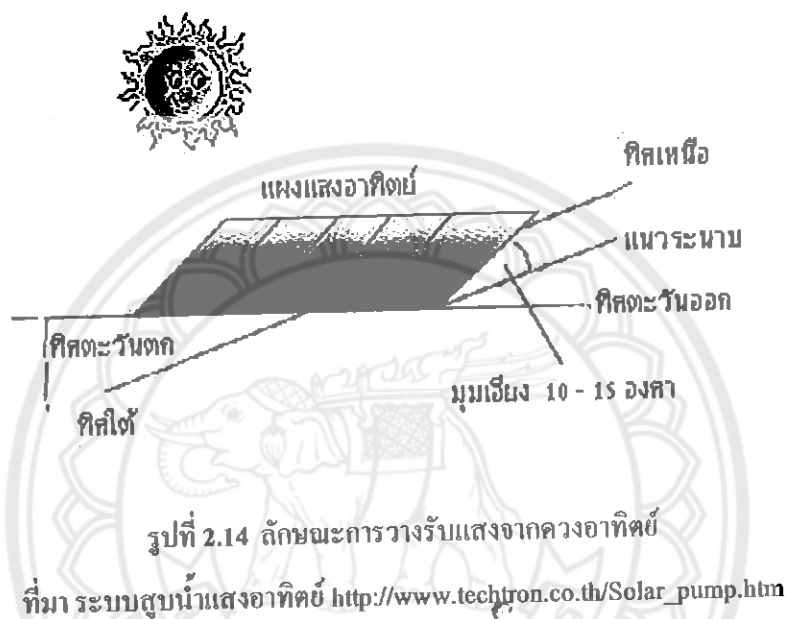 ทิศเหนือ
แผงแสงอาทิตย์
แนวระนาบ
ทิศตะวันออก
ทิศตะวันตก
มุมเอียง 10 - 15 องศา
ทิศใต้
รูปที่ 2.14 ลักษณะการวางรับแสงจากดวงอาทิตย์
ที่มา ระบบสูบน้ำแสงอาทิตย์ http://www.techtron.co.th/Solar_pump.htm